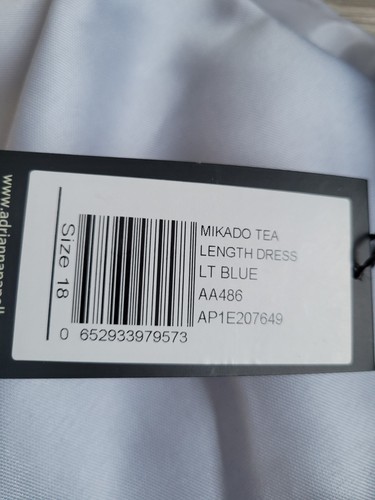 MIKADO TEA
LENGTH DRESS
LT BLUE
AA486
AP1E207649
Size 18
0 652933979573